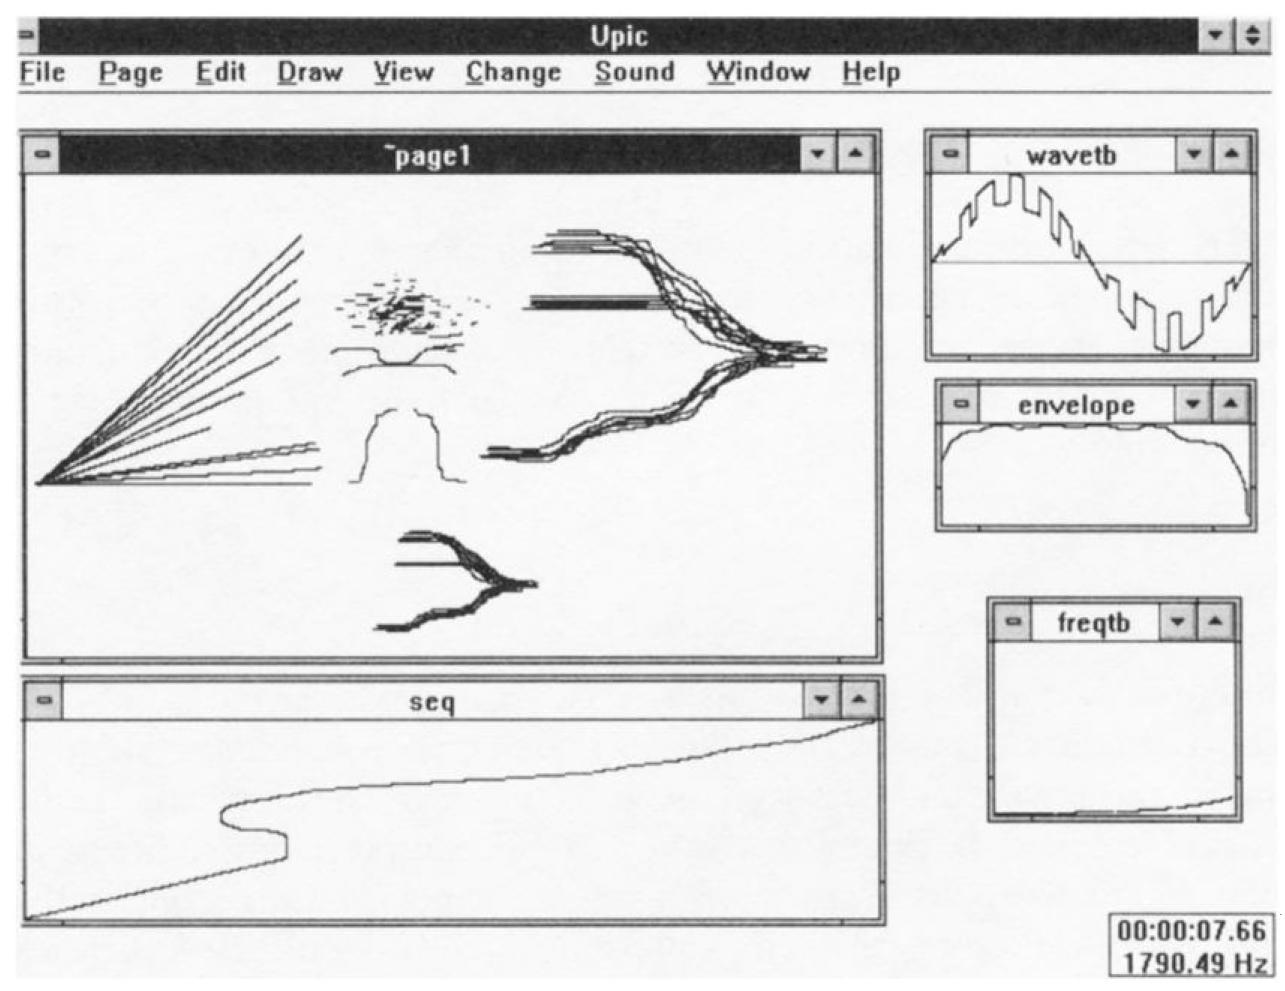 Upic
File Page Edit Draw View Change Sound Window Help
~page1
wavetb
envelope
freqtb
seq
00:00:07.66
1790.49 Hz